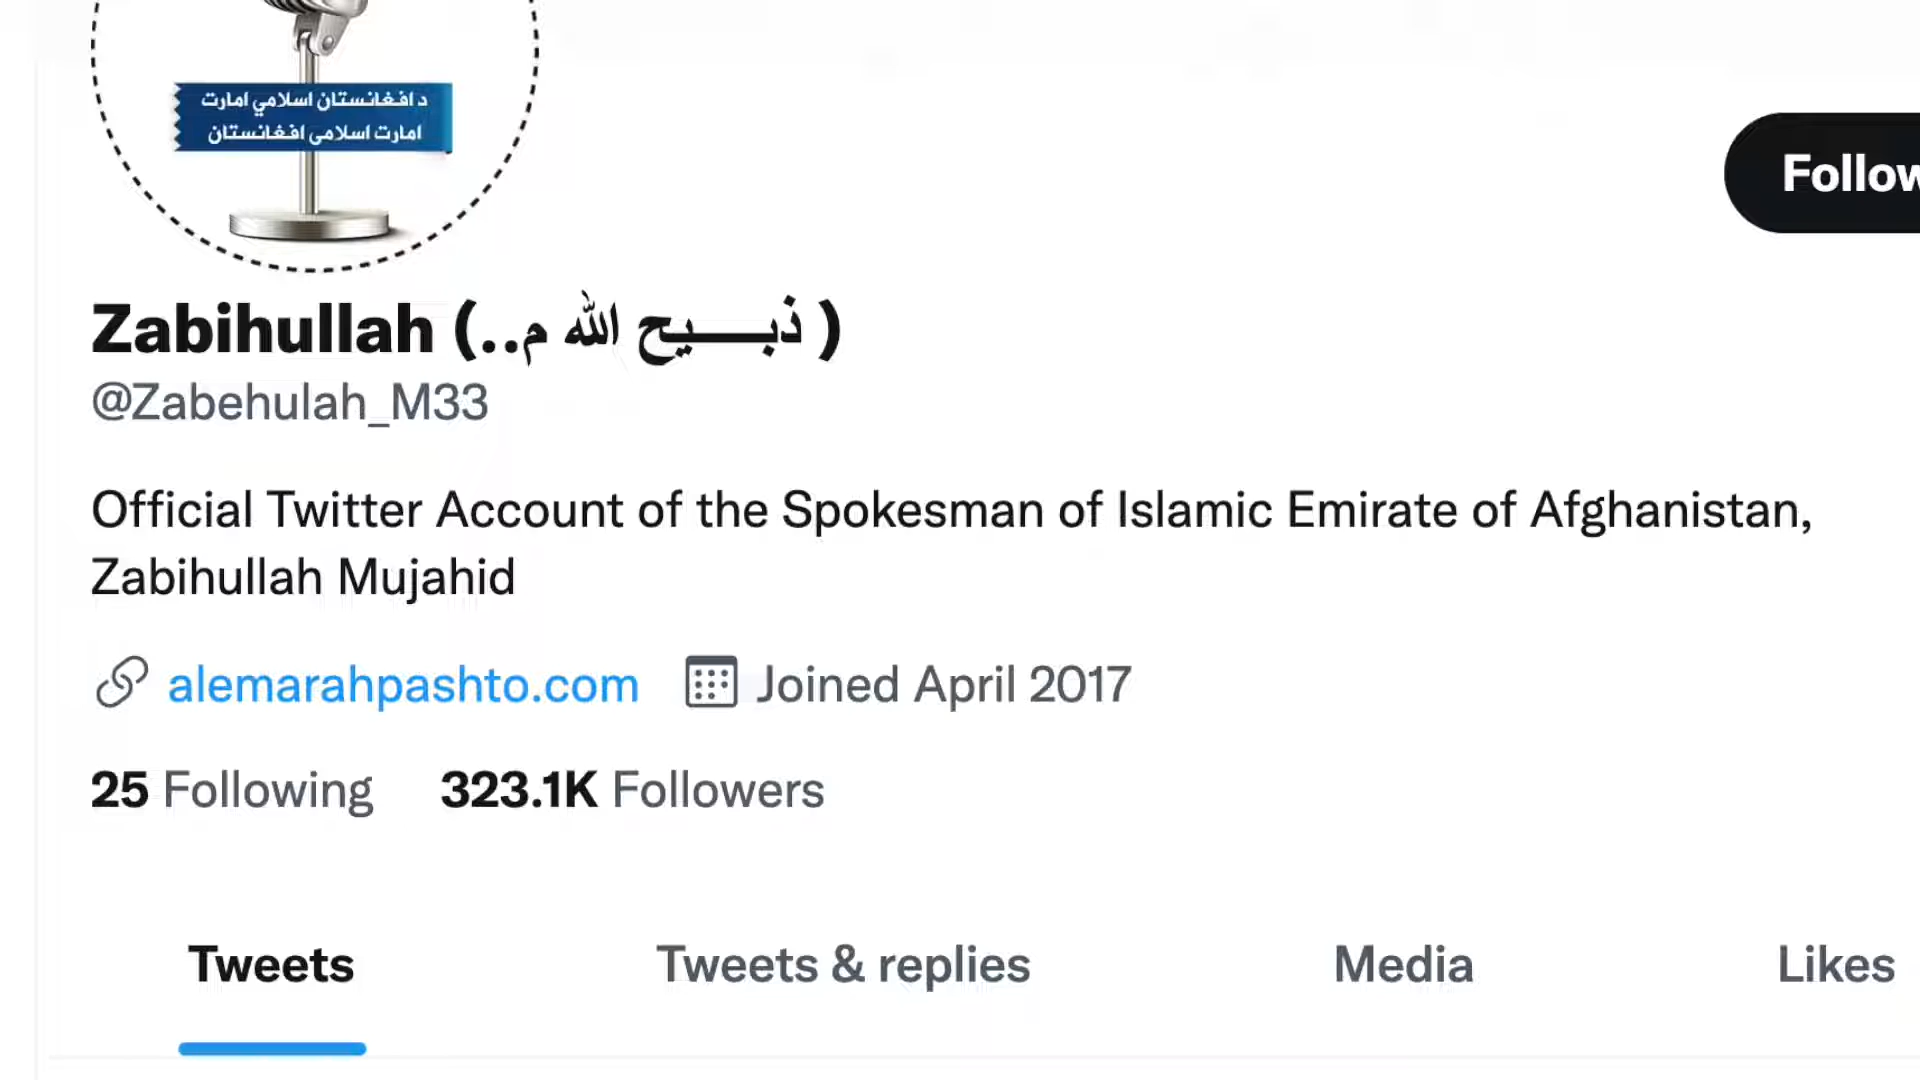 د افغانستان اسلامي امارت
امارت اسلامی افغانستان
Follow
Zabihullah (..ذبـــیح الله م )
@Zabehulah_M33
Official Twitter Account of the Spokesman of Islamic Emirate of Afghanistan,
Zabihullah Mujahid
alemarahpashto.com Joined April 2017
25 Following 323.1K Followers
Tweets Tweets & replies Media Likes